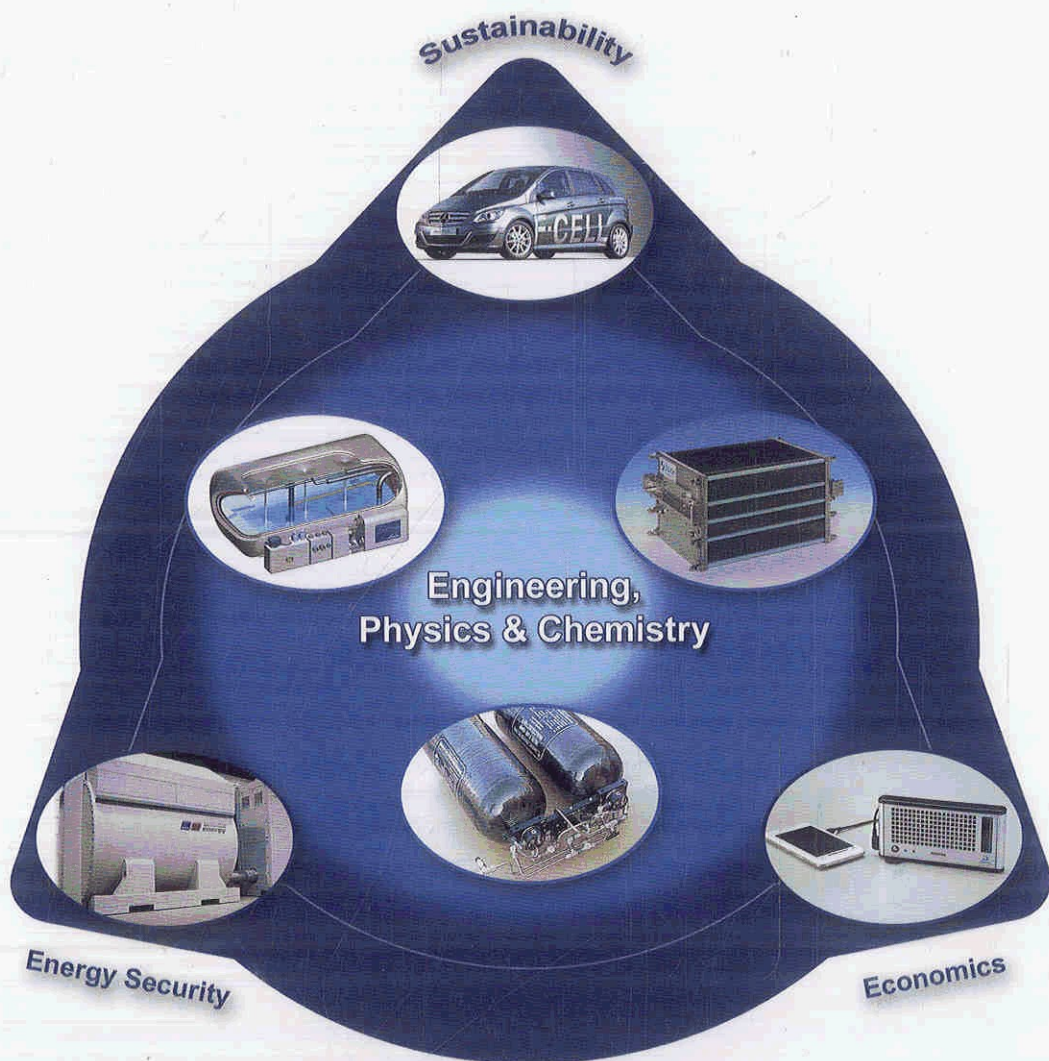 Sustainability
F-CELL
Engineering,
Physics & Chemistry
Energy Security
Economics